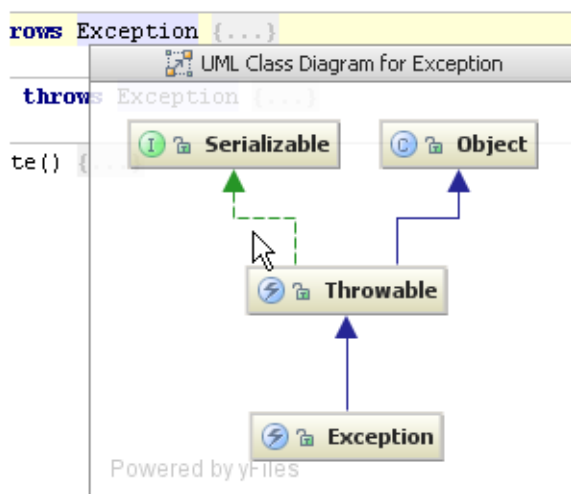 rows Exception {...}
UML Class Diagram for Exception
throws Exception {...}
I Serializable
C Object
te() {...}
Throwable
Exception
Powered by yFiles